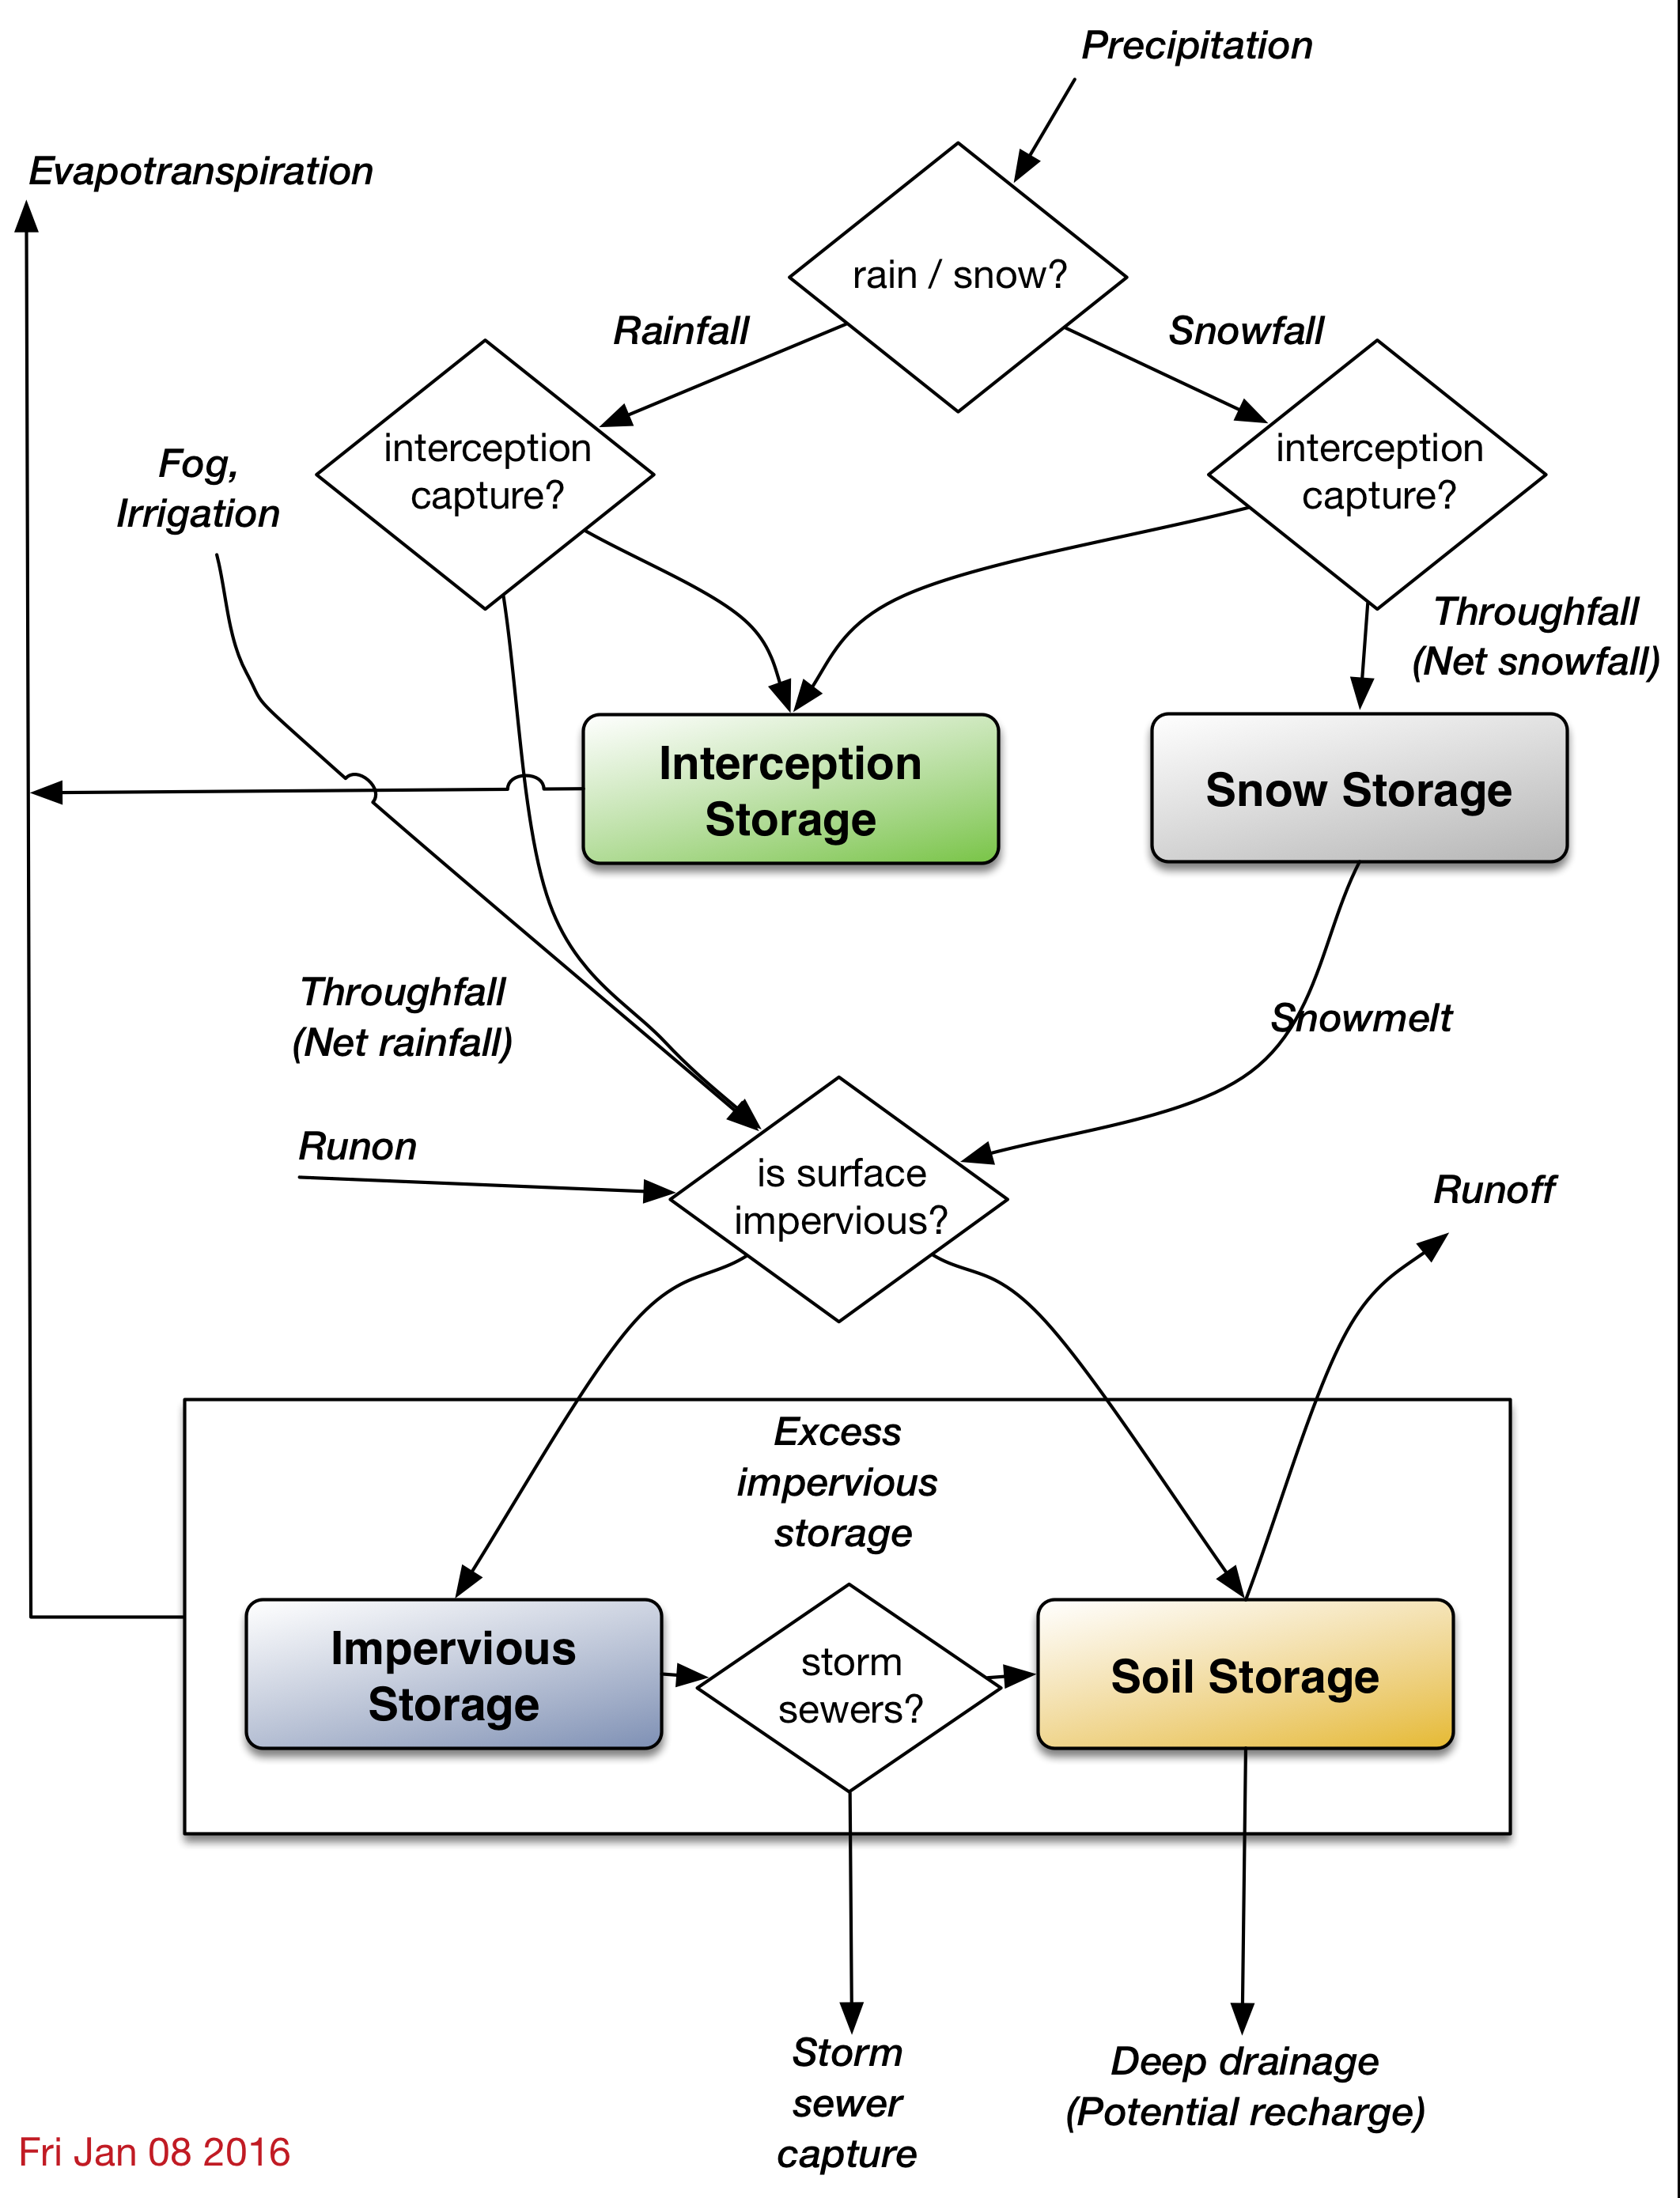 Precipitation
Evapotranspiration
rain / snow?
Rainfall
Snowfall
interception
capture?
interception
capture?
Fog,
Irrigation
Throughfall
(Net snowfall)
Interception
Storage
Snow Storage
Throughfall
(Net rainfall)
Snowmelt
Runon
is surface
impervious?
Runoff
Excess
impervious
storage
Impervious
Storage
storm
sewers?
Soil Storage
Storm
sewer
capture
Deep drainage
(Potential recharge)
Fri Jan 08 2016